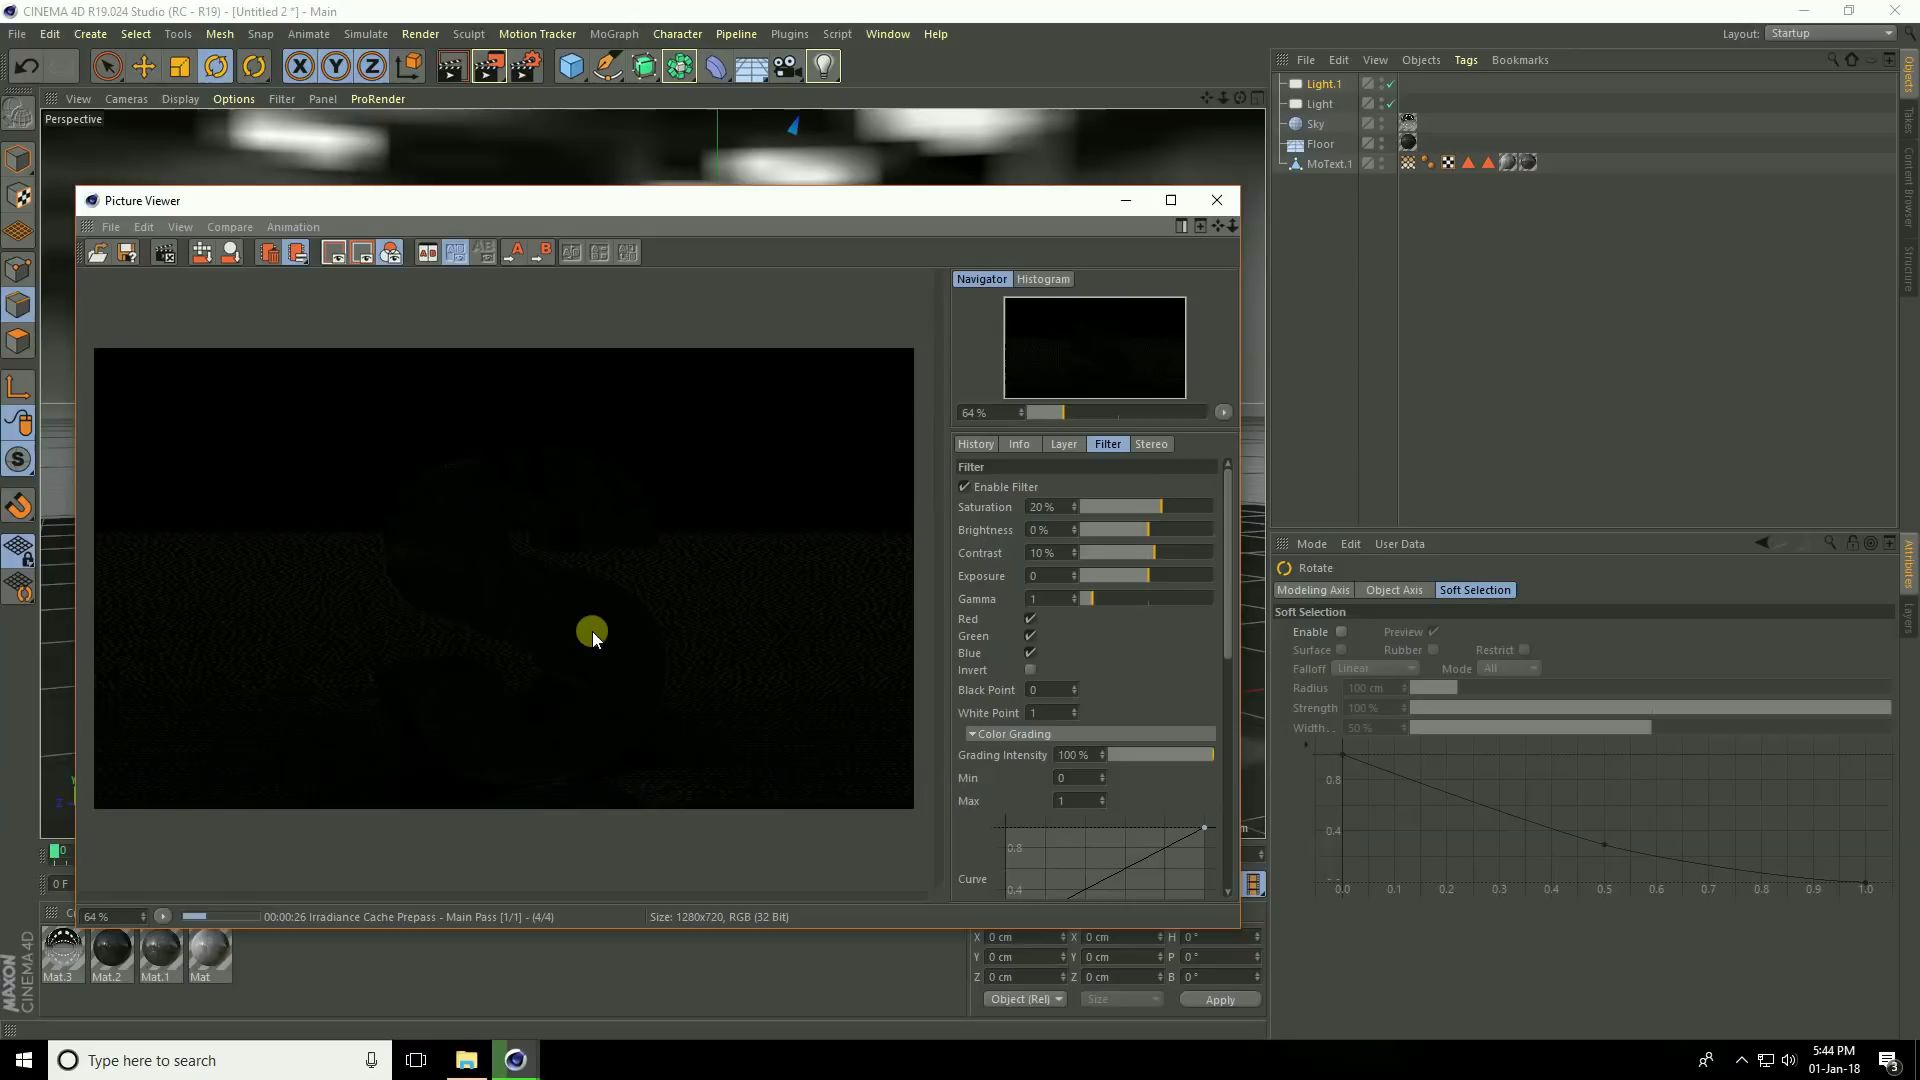 CINEMA 4D R19.024 Studio (RC - R19) - [Untitled 2 *] - Main
File Edit Create Select Tools Snap Animate Simulate Render Sculpt Motion Tracker MoGraph Character Pipeline Plugins Script Window Help
Layout: Startup
View Cameras Display Options Filter Panel ProRender
Perspective
File Edit View Objects Tags Bookmarks
Light.1
Light
Sky
Floor
MoText.1
Objects
Takes
Content Browser
Structure
Picture Viewer
File Edit View Compare Animation
Navigator Histogram
64 %
History Info Layer Filter Stereo
Filter
Enable Filter
Saturation 20 %
Brightness 0 %
Contrast 10 %
Exposure 0
Gamma 1
Red
Green
Blue
Invert
Black Point 0
White Point 1
Color Grading
Grading Intensity 100 %
Min 0
Max 1
0.8
Curve
0.4
64 % 00:00:26 Irradiance Cache Prepass - Main Pass [1/1] - (4/4) Size: 1280x720, RGB (32 Bit)
Mode Edit User Data
Rotate
Modeling Axis Object Axis Soft Selection
Soft Selection
Enable Preview
Surface Rubber Restrict
Falloff Linear Mode All
Radius 100 cm
Strength 100 %
Width. . 50 %
0.8
0.4
0.0 0.1 0.2 0.3 0.4 0.5 0.6 0.7 0.8 0.9 1.0
Attributes
Layers
0
0 F
Mat.3 Mat.2 Mat.1 Mat
X 0 cm X 0 cm H 0 °
Y 0 cm Y 0 cm P 0 °
Z 0 cm Z 0 cm B 0 °
Object (Rel) Size Apply
MAXON
CINEMA 4D
Type here to search
5:44 PM
01-Jan-18
3